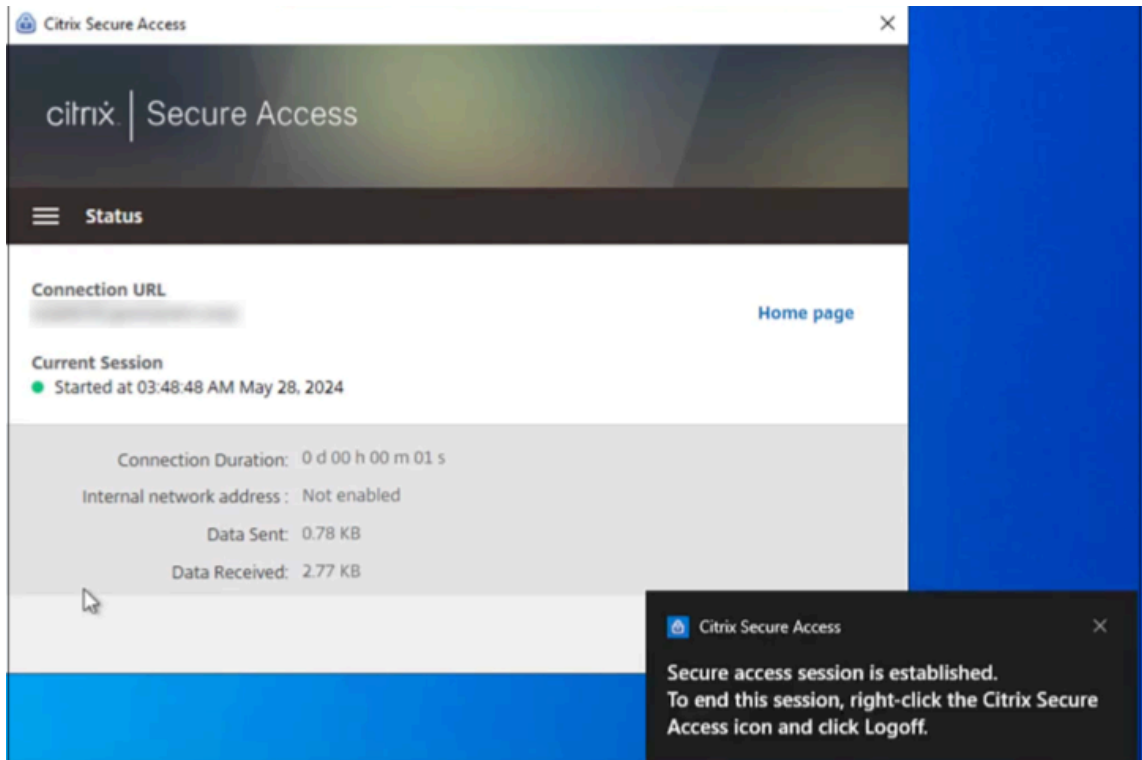 Citrix Secure Access
citrix | Secure Access
Status
Connection URL
Home page
Current Session
Started at 03:48:48 AM May 28, 2024
Connection Duration: 0 d 00 h 00 m 01 s
Internal network address : Not enabled
Data Sent: 0.78 KB
Data Received: 2.77 KB
Citrix Secure Access
Secure access session is established.
To end this session, right-click the Citrix Secure
Access icon and click Logoff.